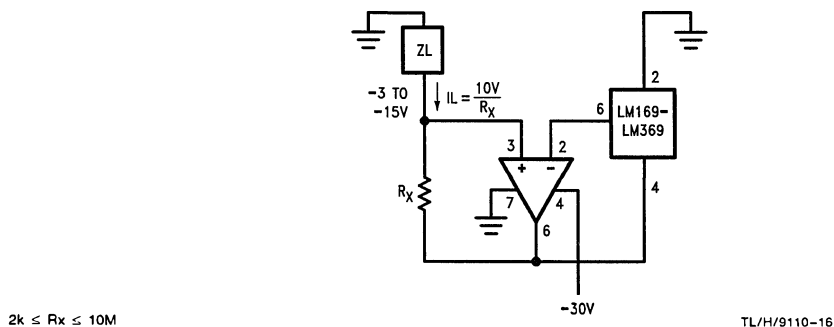 ZL
2
-3 TO
-15V
IL = 10V
RX
6
LM169-
LM369
3
2
+
-
4
RX
7
4
6
-30V
2k ≤ Rx ≤ 10M
TL/H/9110-16